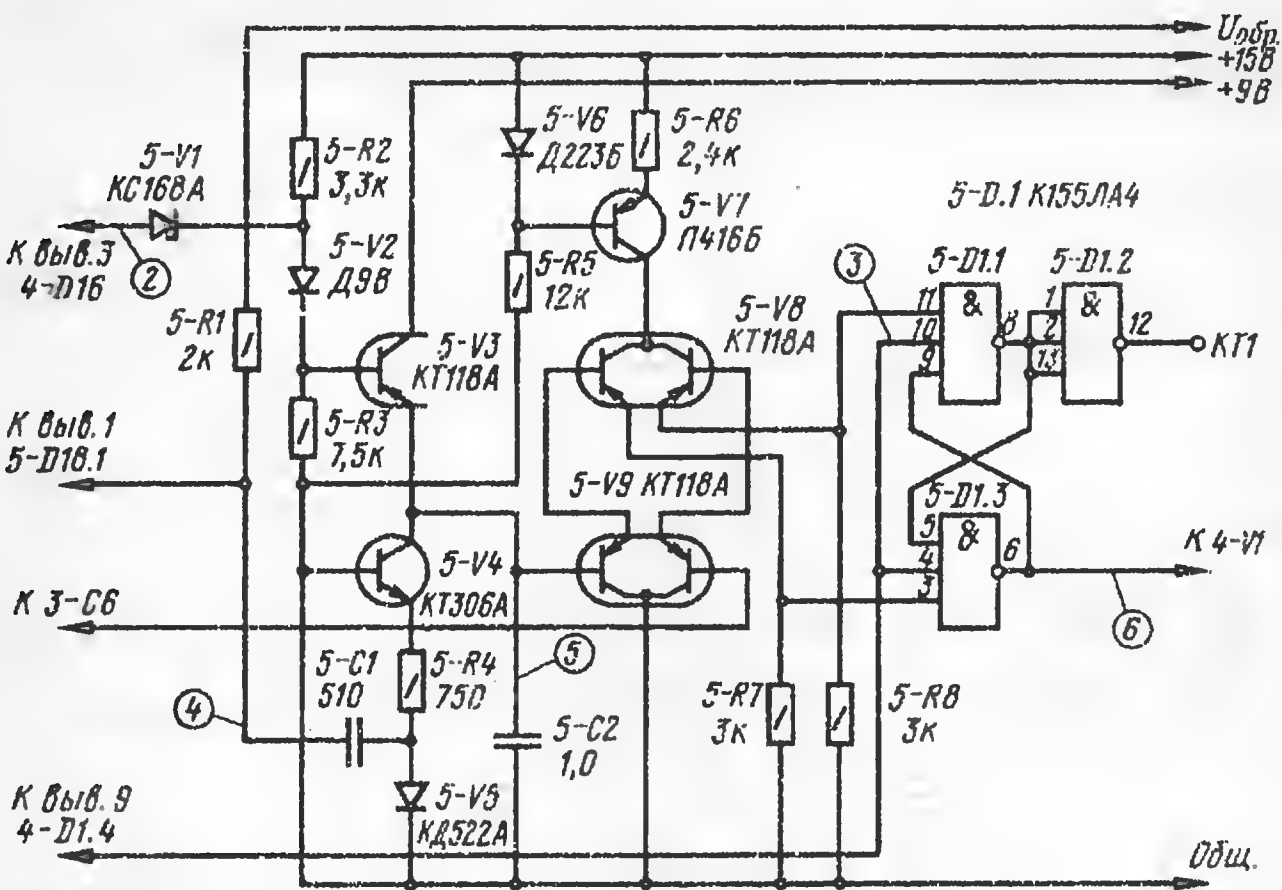 Uобр.
+15В
+9В
5-V1
КС168А
5-R2
3,3к
5-V6
Д223Б
5-R6
2,4к
К выв.3
4-D16
2
5-V2
Д9В
5-V7
П416Б
5-D.1 К155ЛА4
5-R1
2к
5-R5
12к
3
5-D1.1
5-D1.2
11
10
9
&
8
1
2
13
&
12
КТ1
5-V8
КТ118А
5-V3
КТ118А
5-R3
7,5к
К выв.1
5-D18.1
5-V9 КТ118А
5-D1.3
5
4
3
&
6
К 4-V1
5-V4
КТ306А
К 3-С6
5
6
5-С1
510
5-R4
750
4
5-С2
1,0
5-R7
3к
5-R8
3к
К выв.9
4-D1.4
5-V5
КД522А
Общ.